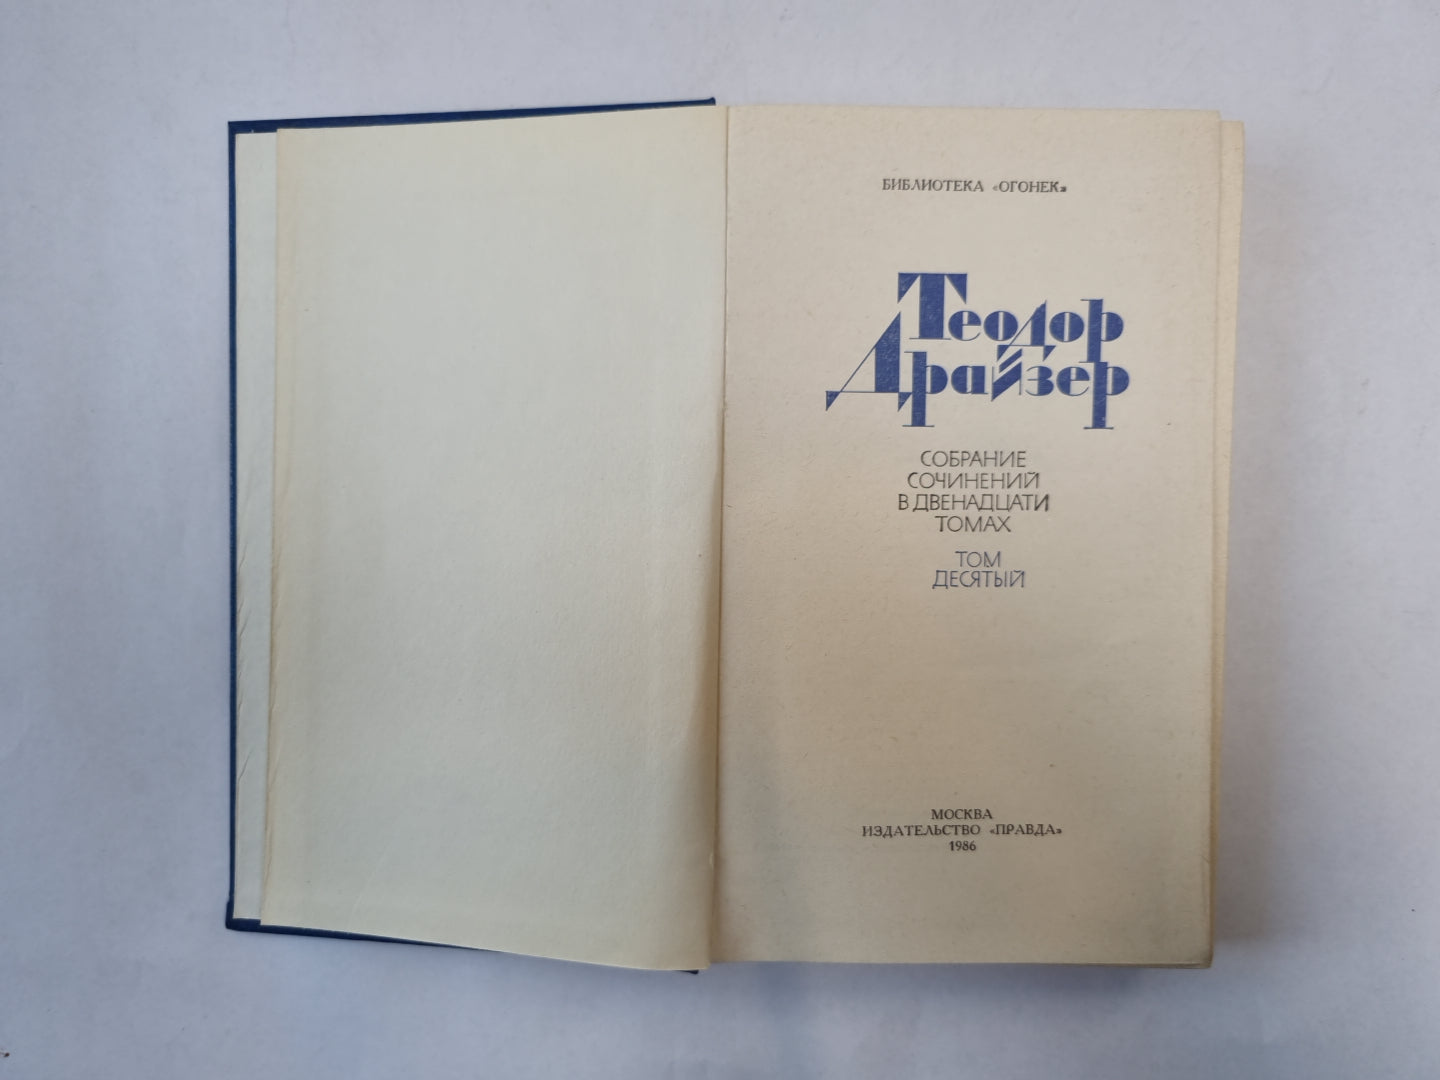 БИБЛИОТЕКА «ОГОНЕК»
Теодор
Драйзер
СОБРАНИЕ
СОЧИНЕНИЙ
В ДВЕНАДЦАТИ
ТОМАХ
ТОМ
ДЕСЯТЫЙ
МОСКВА
ИЗДАТЕЛЬСТВО «ПРАВДА»
1986